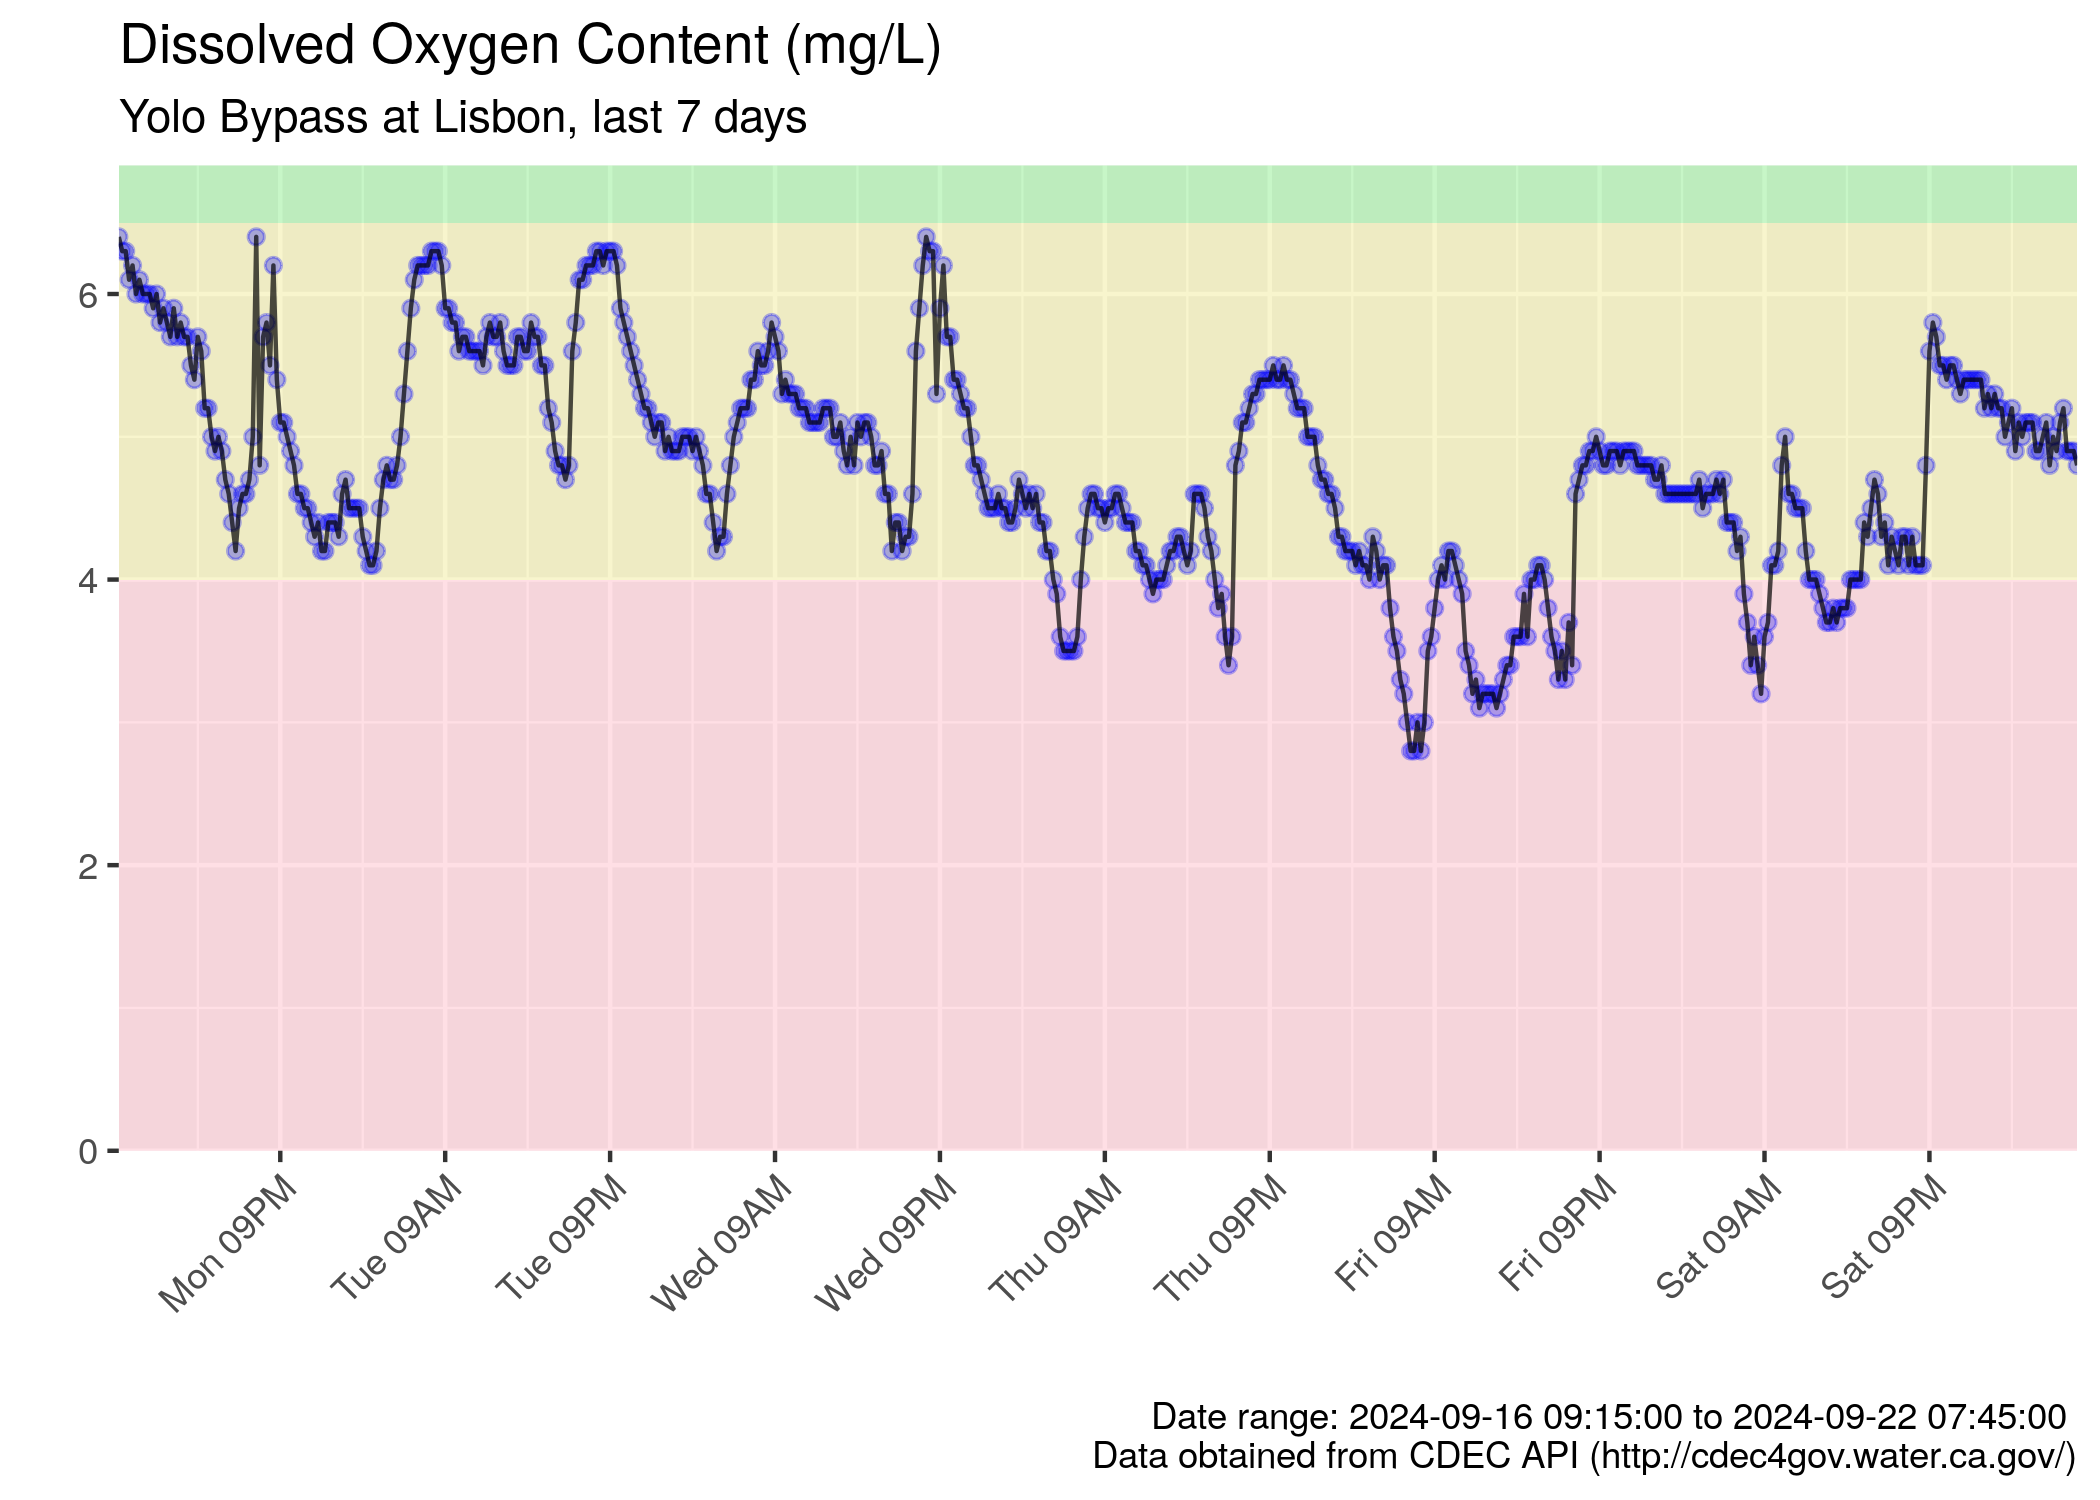 Dissolved Oxygen Content (mg/L)
Yolo Bypass at Lisbon, last 7 days
6
4
2
0
Mon 09PM
Tue 09AM
Tue 09PM
Wed 09AM
Wed 09PM
Thu 09AM
Thu 09PM
Fri 09AM
Fri 09PM
Sat 09AM
Sat 09PM
Date range: 2024-09-16 09:15:00 to 2024-09-22 07:45:00
Data obtained from CDEC API (http://cdec4gov.water.ca.gov/)